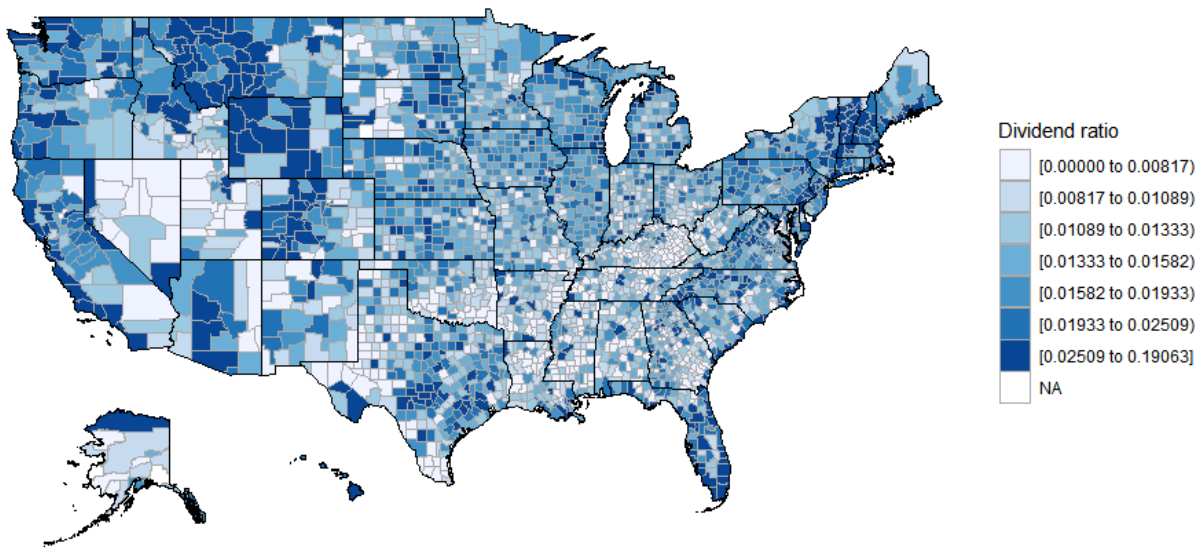 Dividend ratio
[0.00000 to 0.00817)
[0.00817 to 0.01089)
[0.01089 to 0.01333)
[0.01333 to 0.01582)
[0.01582 to 0.01933)
[0.01933 to 0.02509)
[0.02509 to 0.19063]
NA